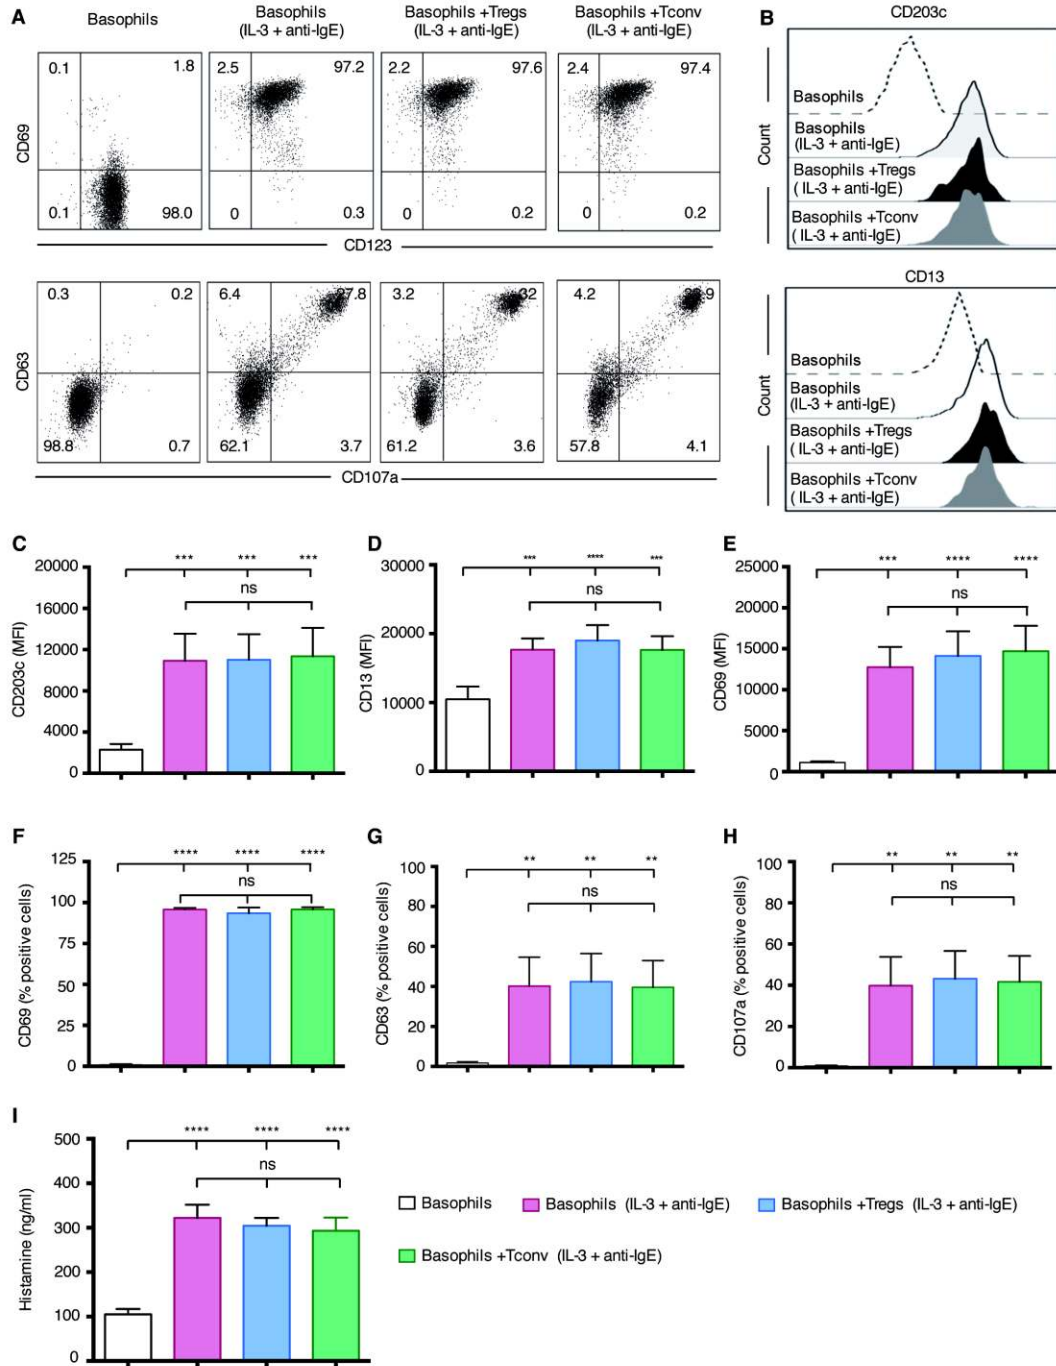 A
Basophils
Basophils
(IL-3 + anti-IgE)
Basophils +Tregs
(IL-3 + anti-IgE)
Basophils +Tconv
(IL-3 + anti-IgE)
CD69
0.1 1.8
0.1 98.0
2.5 97.2
0 0.3
2.2 97.6
0 0.2
2.4 97.4
0 0.2
CD123
CD63
0.3 0.2
98.8 0.7
6.4
62.1 3.7
3.2 32
61.2 3.6
4.2
57.8 4.1
CD107a
B
CD203c
Count
Basophils
Basophils
(IL-3 + anti-IgE)
Basophils +Tregs
( IL-3 + anti-IgE)
Basophils +Tconv
( IL-3 + anti-IgE)
CD13
Count
Basophils
Basophils
(IL-3 + anti-IgE)
Basophils +Tregs
( IL-3 + anti-IgE)
Basophils +Tconv
( IL-3 + anti-IgE)
C
CD203c (MFI)
20000
16000
12000
8000
4000
0
*** *** ***
ns
D
CD13 (MFI)
30000
20000
10000
0
*** **** ***
ns
E
CD69 (MFI)
25000
20000
15000
10000
5000
0
*** **** ****
ns
F
CD69 (% positive cells)
125
100
75
50
25
0
**** **** ****
ns
G
CD63 (% positive cells)
100
80
60
40
20
0
** ** **
ns
H
CD107a (% positive cells)
100
80
60
40
20
0
** ** **
ns
I
Histamine (ng/ml)
500
400
300
200
100
0
**** **** ****
ns
Basophils
Basophils (IL-3 + anti-IgE)
Basophils +Tregs (IL-3 + anti-IgE)
Basophils +Tconv (IL-3 + anti-IgE)